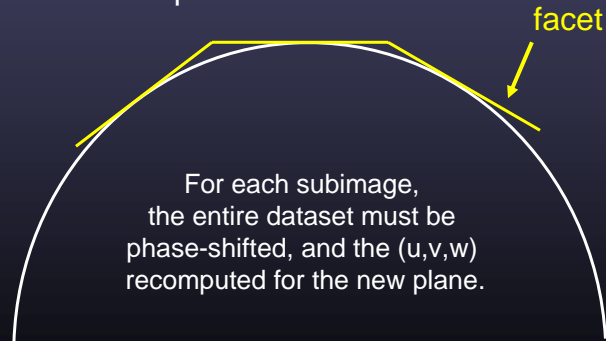 facet
For each subimage,
the entire dataset must be
phase-shifted, and the (u,v,w)
recomputed for the new plane.